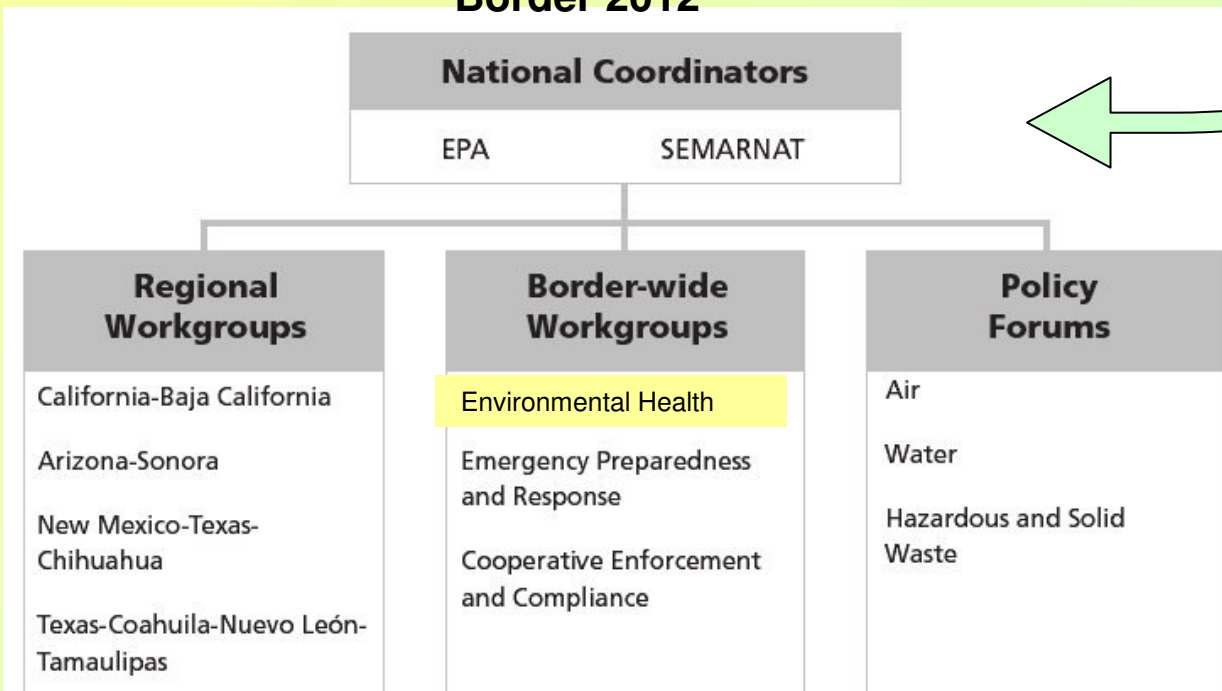 Border 2012
National Coordinators
EPA SEMARNAT
Regional
Workgroups
California-Baja California
Arizona-Sonora
New Mexico-Texas-
Chihuahua
Texas-Coahuila-Nuevo León-
Tamaulipas
Border-wide
Workgroups
Environmental Health
Emergency Preparedness
and Response
Cooperative Enforcement
and Compliance
Policy
Forums
Air
Water
Hazardous and Solid
Waste